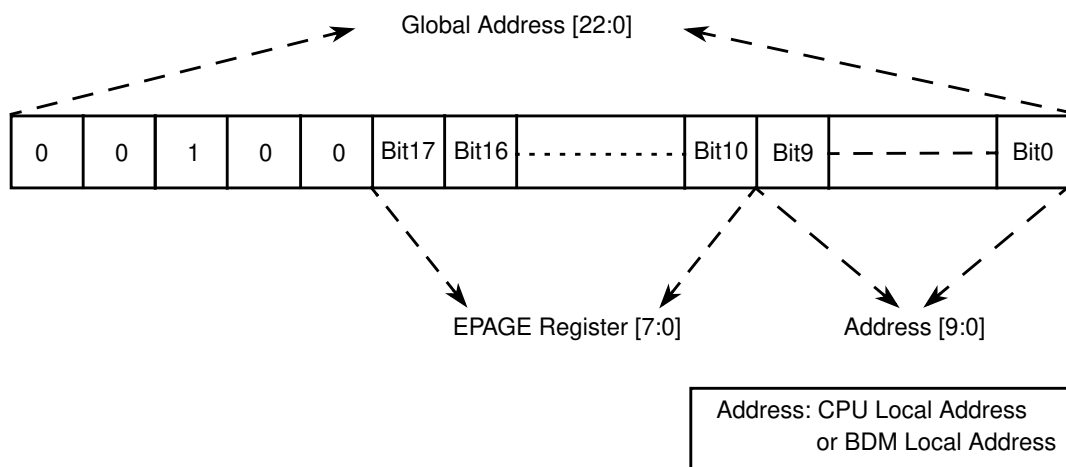 Global Address [22:0]
0 0 1 0 0 Bit17 Bit16 Bit10 Bit9 Bit0
EPAGE Register [7:0] Address [9:0]
Address: CPU Local Address
or BDM Local Address